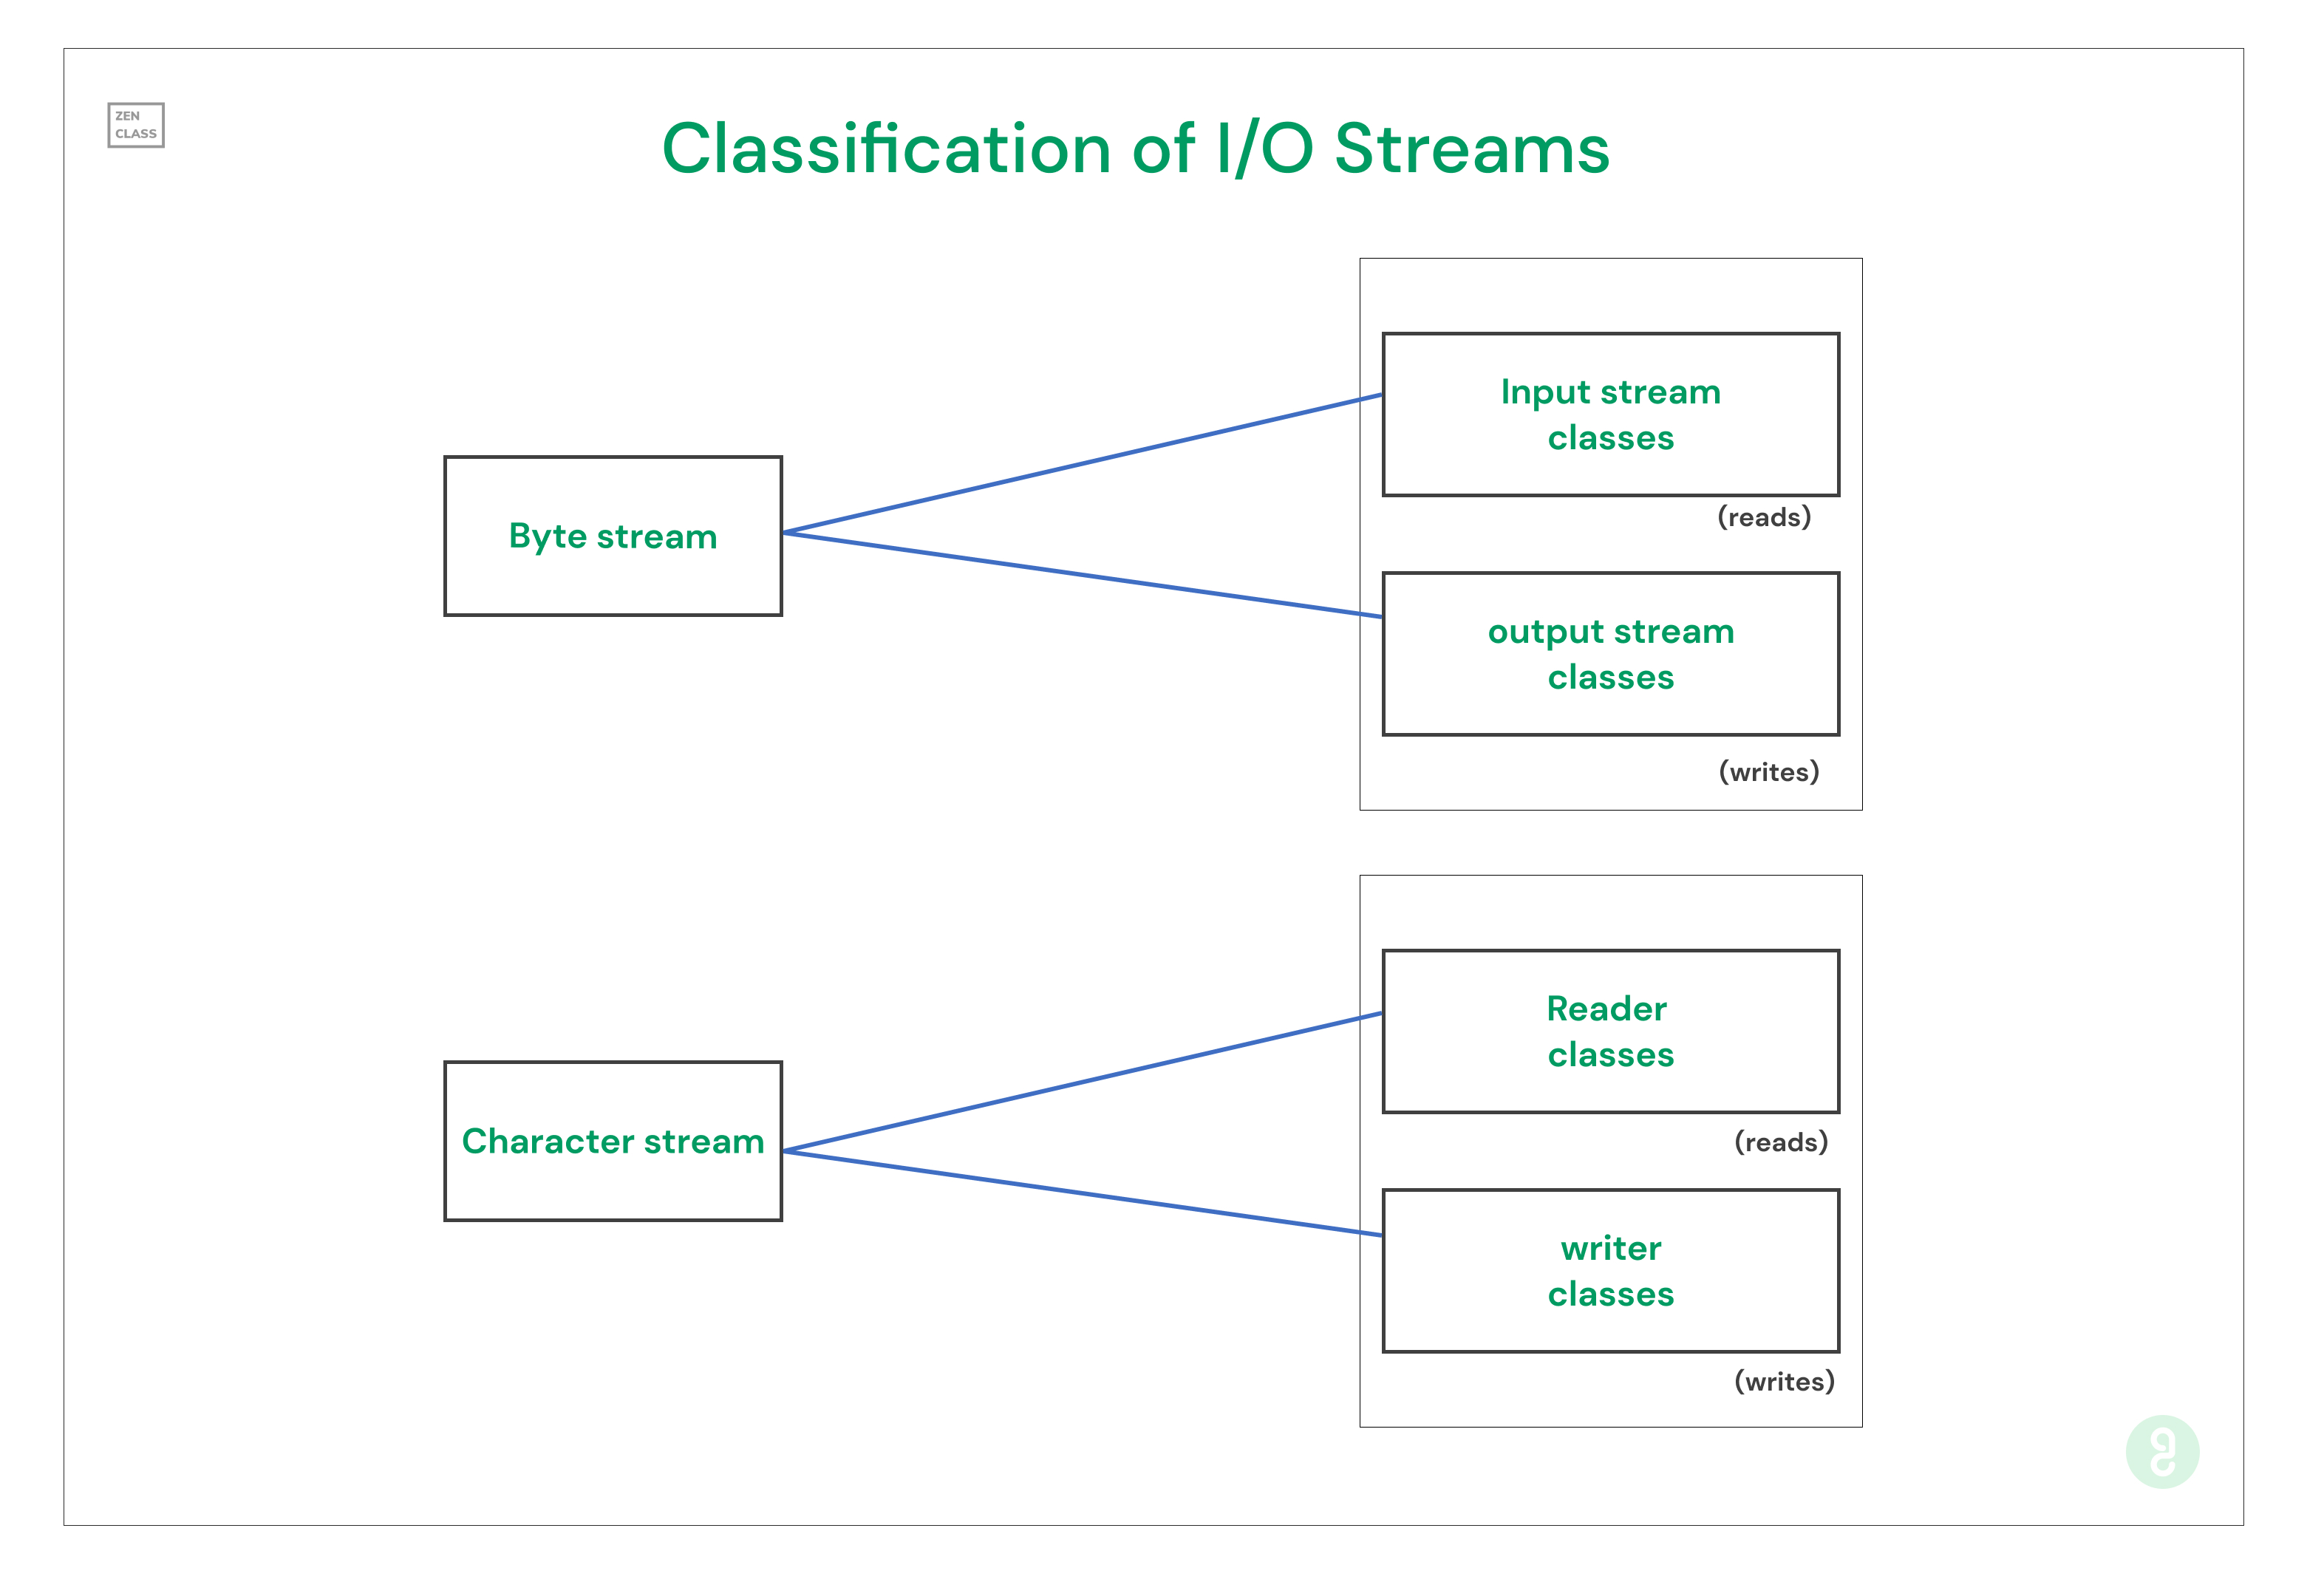 ZEN
CLASS
Classification of I/O Streams
Input stream
classes
(reads)
Byte stream
output stream
classes
(writes)
Reader
classes
(reads)
Character stream
writer
classes
(writes)